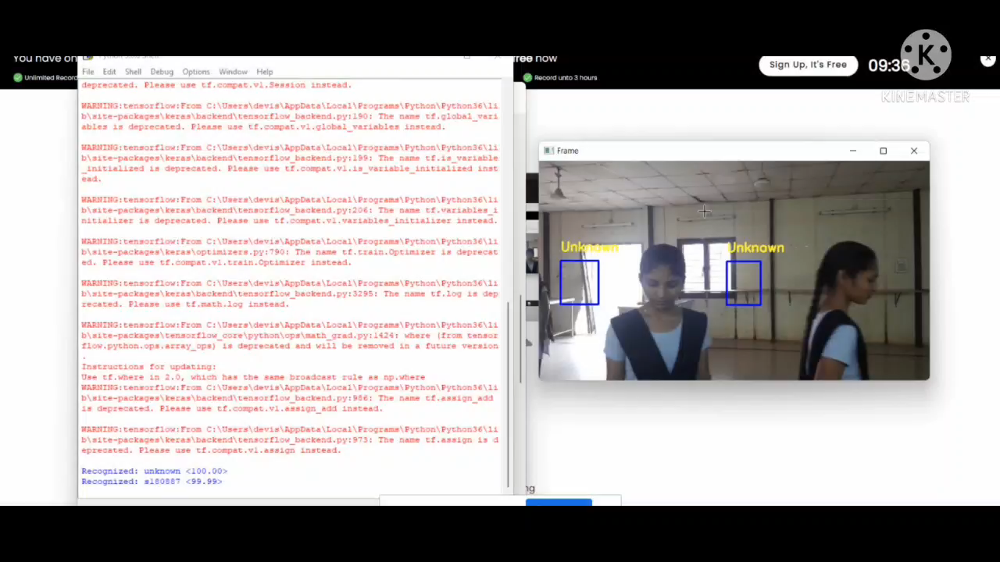 You have on
ree now
Unlimited Record
Record unto 3 hours
Sign Up, It's Free
09:36
K
KINEMASTER
File Edit Shell Debug Options Window Help
deprecated. Please use tf.compat.v1.Session instead.
WARNING:tensorflow:From C:\Users\devis\AppData\Local\Programs\Python\Python36\li
b\site-packages\keras\backend\tensorflow_backend.py:190: The name tf.global_vari
ables is deprecated. Please use tf.compat.v1.global_variables instead.
WARNING:tensorflow:From C:\Users\devis\AppData\Local\Programs\Python\Python36\li
b\site-packages\keras\backend\tensorflow_backend.py:199: The name tf.is_variable
_initialized is deprecated. Please use tf.compat.v1.is_variable_initialized inst
ead.
WARNING:tensorflow:From C:\Users\devis\AppData\Local\Programs\Python\Python36\li
b\site-packages\keras\backend\tensorflow_backend.py:206: The name tf.variables_i
nitializer is deprecated. Please use tf.compat.v1.variables_initializer instead.
WARNING:tensorflow:From C:\Users\devis\AppData\Local\Programs\Python\Python36\li
b\site-packages\keras\optimizers.py:790: The name tf.train.Optimizer is deprecat
ed. Please use tf.compat.v1.train.Optimizer instead.
WARNING:tensorflow:From C:\Users\devis\AppData\Local\Programs\Python\Python36\li
b\site-packages\keras\backend\tensorflow_backend.py:3295: The name tf.log is dep
recated. Please use tf.math.log instead.
WARNING:tensorflow:From C:\Users\devis\AppData\Local\Programs\Python\Python36\li
b\site-packages\tensorflow_core\python\ops\math_grad.py:1424: where (from tensor
flow.python.ops.array_ops) is deprecated and will be removed in a future version
.
Instructions for updating:
Use tf.where in 2.0, which has the same broadcast rule as np.where
WARNING:tensorflow:From C:\Users\devis\AppData\Local\Programs\Python\Python36\li
b\site-packages\keras\backend\tensorflow_backend.py:986: The name tf.assign_add
is deprecated. Please use tf.compat.v1.assign_add instead.
WARNING:tensorflow:From C:\Users\devis\AppData\Local\Programs\Python\Python36\li
b\site-packages\keras\backend\tensorflow_backend.py:973: The name tf.assign is d
eprecated. Please use tf.compat.v1.assign instead.
Recognized: unknown <100.00>
Recognized: s180887 <99.99>
Frame
Unknown
Unknown
ng